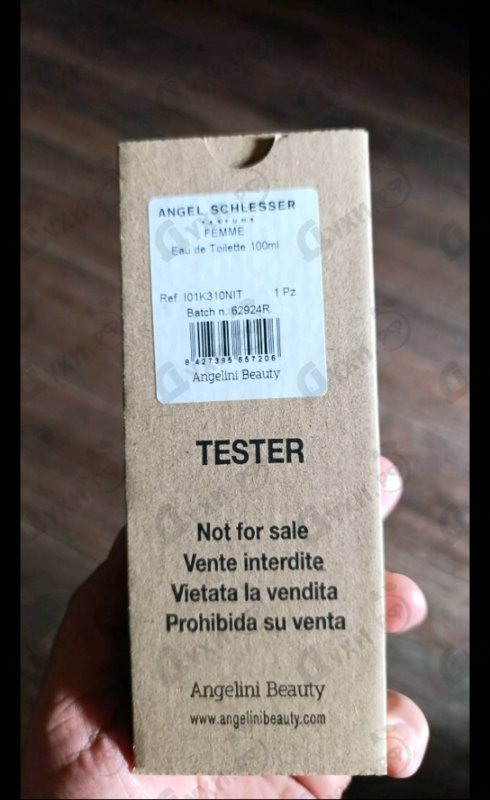 ANGEL SCHLESSER
PARFUMS
FEMME
Eau de Toilette 100ml
Ref. I01K310NIT 1 Pz
Batch n. 62924R
8 427395 667206
Angelini Beauty
TESTER
Not for sale
Vente interdite
Vietata la vendita
Prohibida su venta
Angelini Beauty
www.angelinibeauty.com